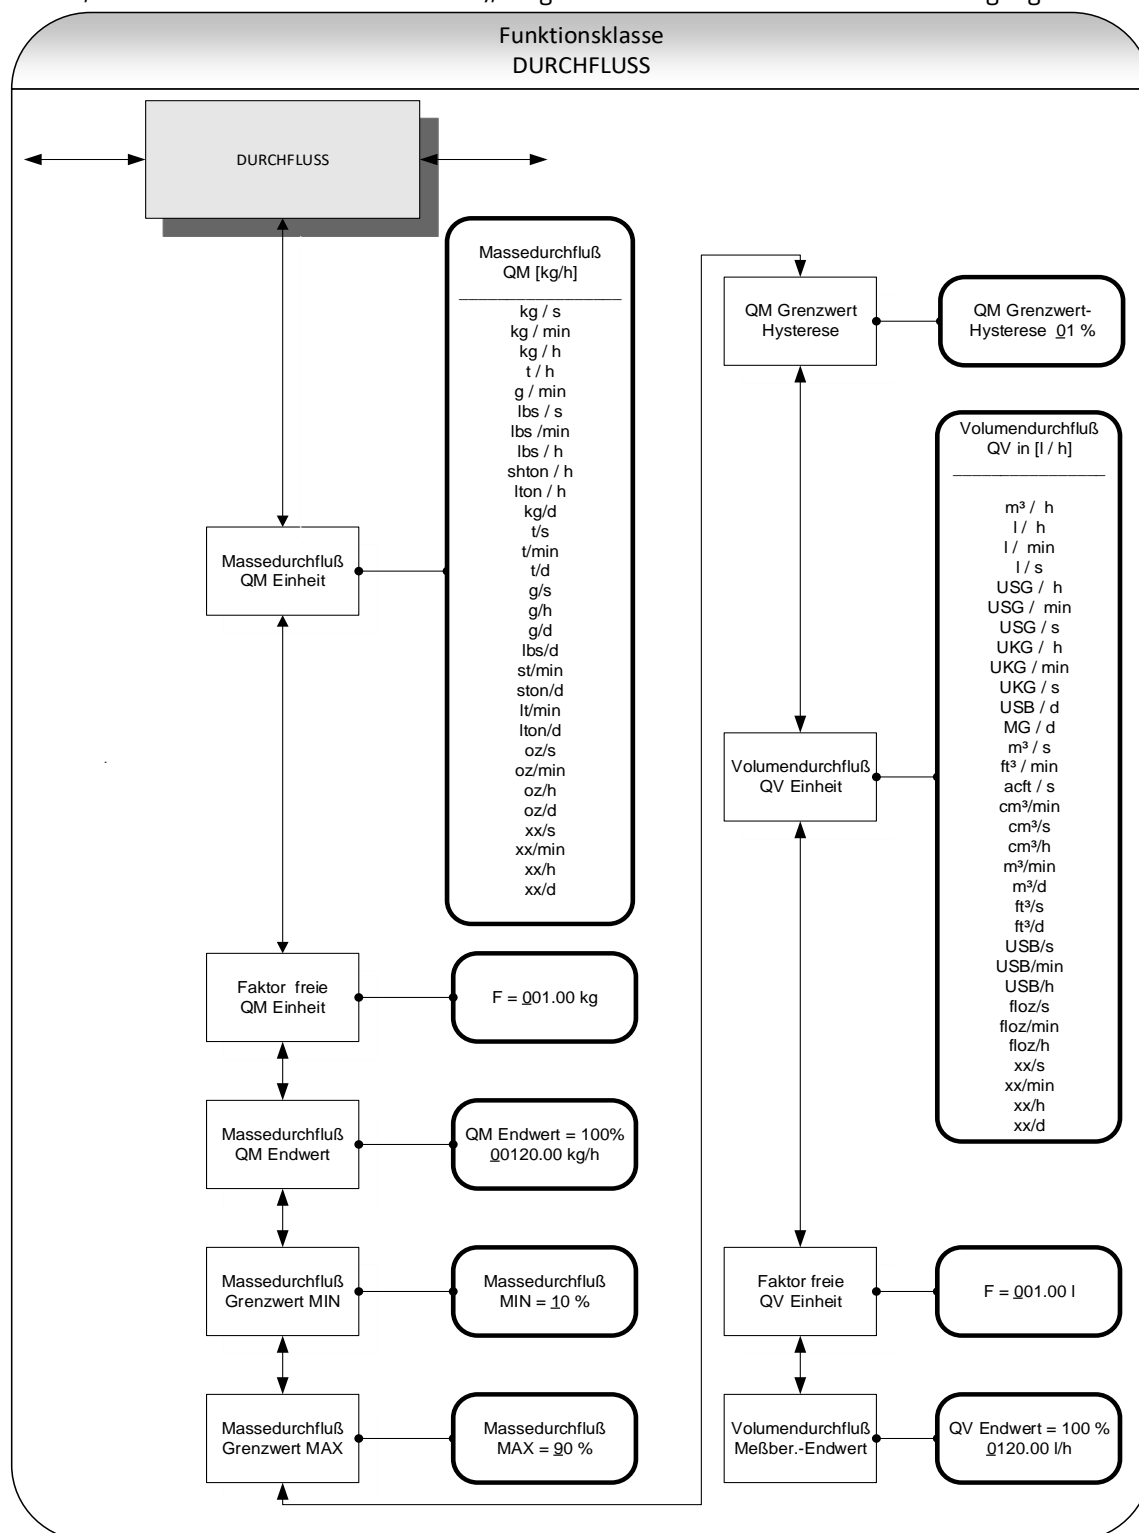 Funktionsklasse
DURCHFLUSS
DURCHFLUSS
Massedurchfluß
QM [kg/h]
kg / s
kg / min
kg / h
t / h
g / min
lbs / s
lbs /min
lbs / h
shton / h
lton / h
kg/d
t/s
t/min
t/d
g/s
g/h
g/d
lbs/d
st/min
ston/d
lt/min
lton/d
oz/s
oz/min
oz/h
oz/d
xx/s
xx/min
xx/h
xx/d
Massedurchfluß
QM Einheit
Faktor freie
QM Einheit
F = 001.00 kg
Massedurchfluß
QM Endwert
QM Endwert = 100%
00120.00 kg/h
Massedurchfluß
Grenzwert MIN
Massedurchfluß
MIN = 10 %
Massedurchfluß
Grenzwert MAX
Massedurchfluß
MAX = 90 %
QM Grenzwert
Hysterese
QM Grenzwert-
Hysterese 01 %
Volumendurchfluß
QV in [l / h]
m³ / h
l / h
l / min
l / s
USG / h
USG / min
USG / s
UKG / h
UKG / min
UKG / s
USB / d
MG / d
m³ / s
ft³ / min
acft / s
cm³/min
cm³/s
cm³/h
m³/min
m³/d
ft³/s
ft³/d
USB/s
USB/min
USB/h
floz/s
floz/min
floz/h
xx/s
xx/min
xx/h
xx/d
Volumendurchfluß
QV Einheit
Faktor freie
QV Einheit
F = 001.00 l
Volumendurchfluß
Meßber.-Endwert
QV Endwert = 100 %
0120.00 l/h